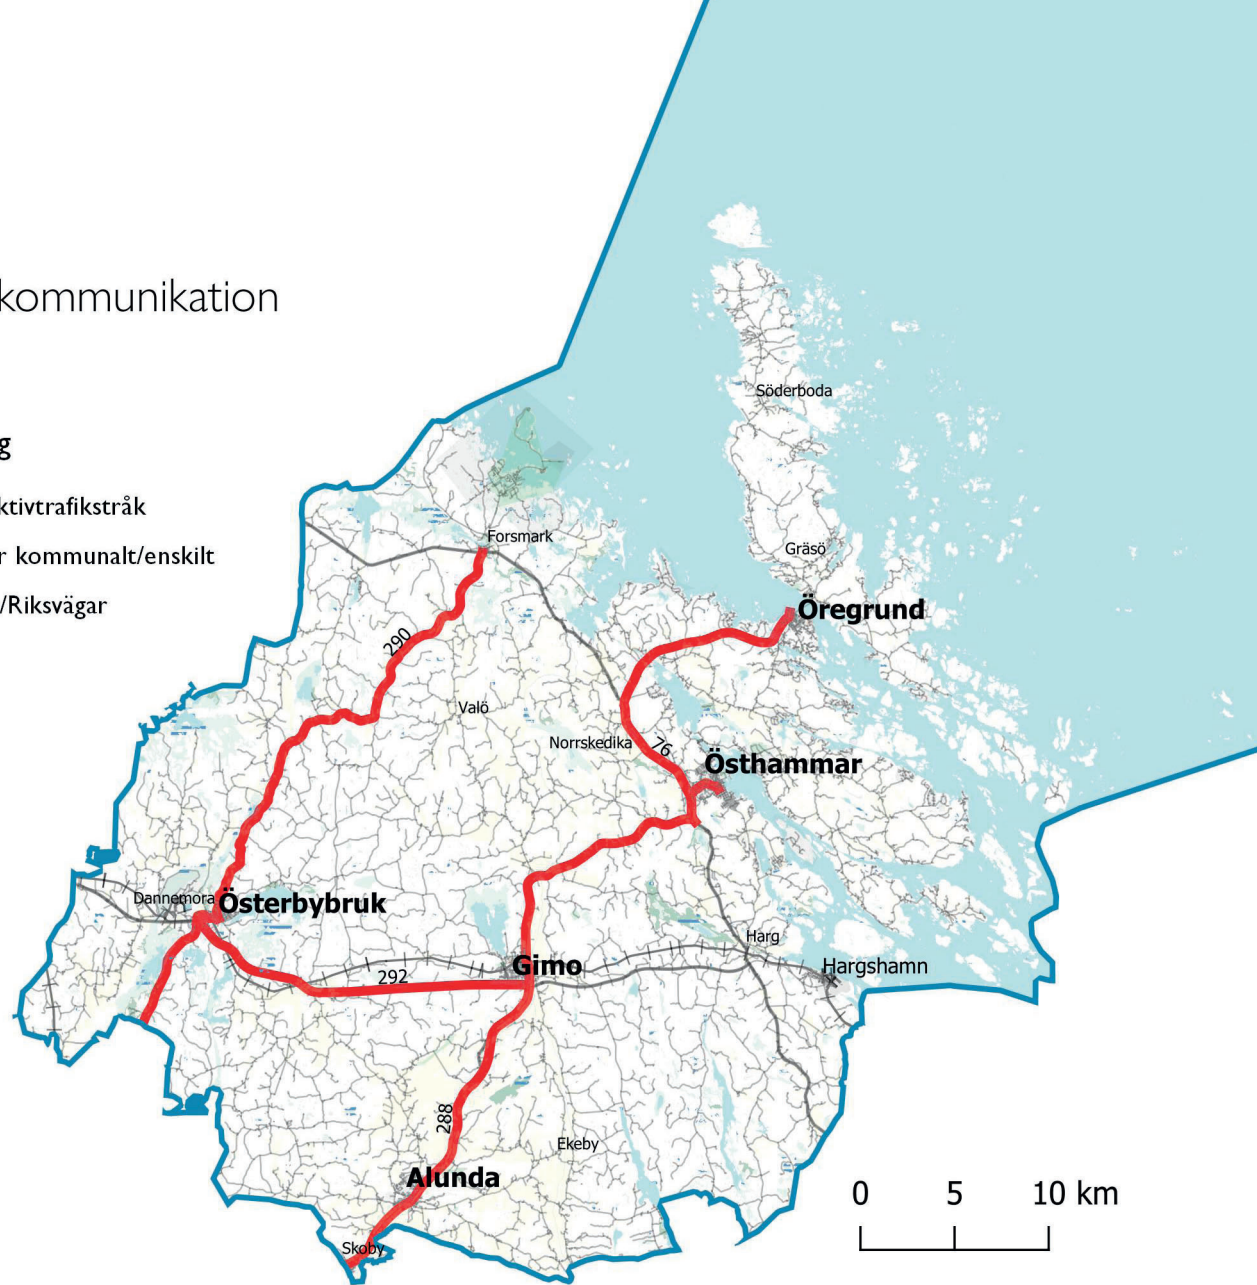 kommunikation
g
ktivtrafikstråk
r kommunalt/enskilt
/Riksvägar
Söderboda
Forsmark
Gräsö
Öregrund
290
Valö
Norrskedika
76
Östhammar
Dannemora
Österbybruk
Harg
Gimo
Hargshamn
292
288
Ekeby
Alunda
0 5 10 km
Skoby